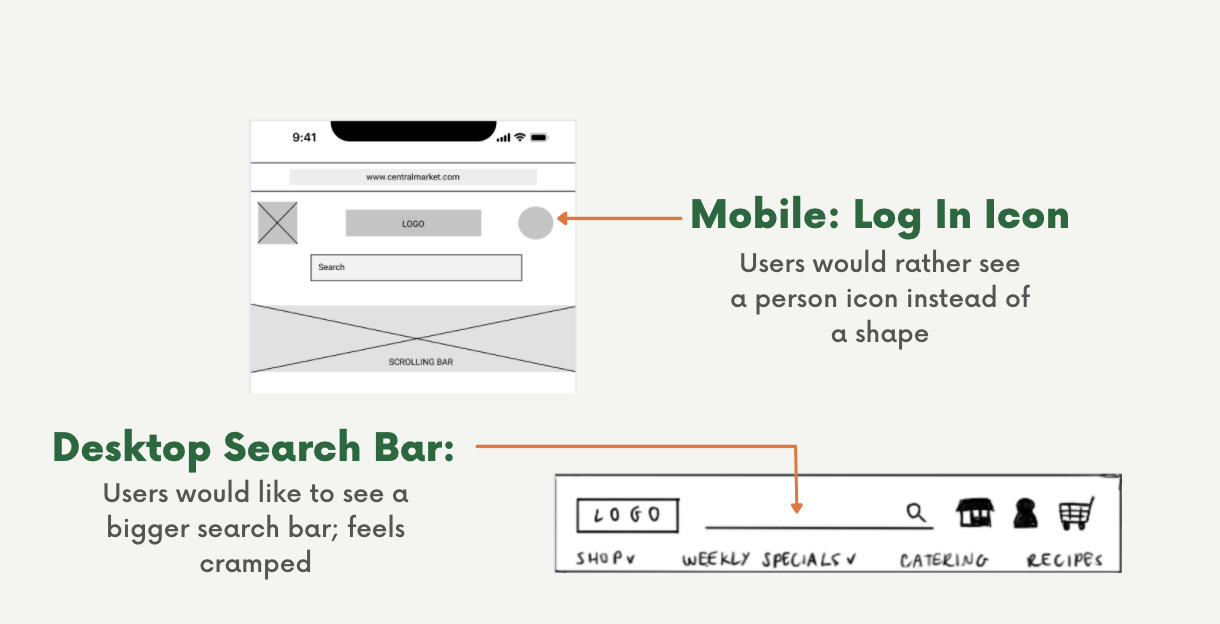 9:41
www.centralmarket.com
LOGO
Search
SCROLLING BAR
Mobile: Log In Icon
Users would rather see
a person icon instead of
a shape
Desktop Search Bar:
Users would like to see a
bigger search bar; feels
cramped
LOGO
SHOP WEEKLY SPECIALS CATERING RECIPES